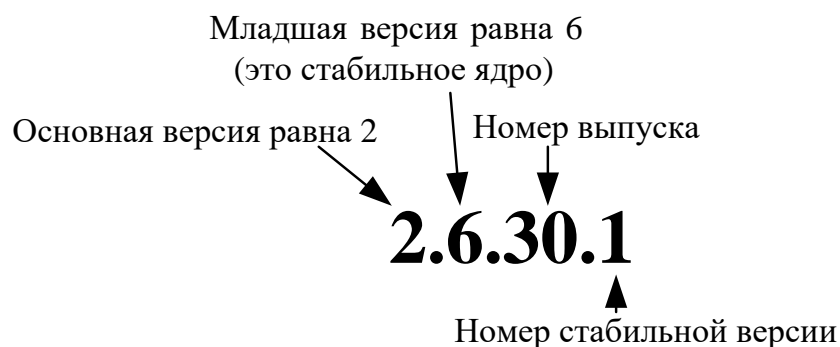 Младшая версия равна 6
(это стабильное ядро)
Основная версия равна 2
Номер выпуска
2.6.30.1
Номер стабильной версии